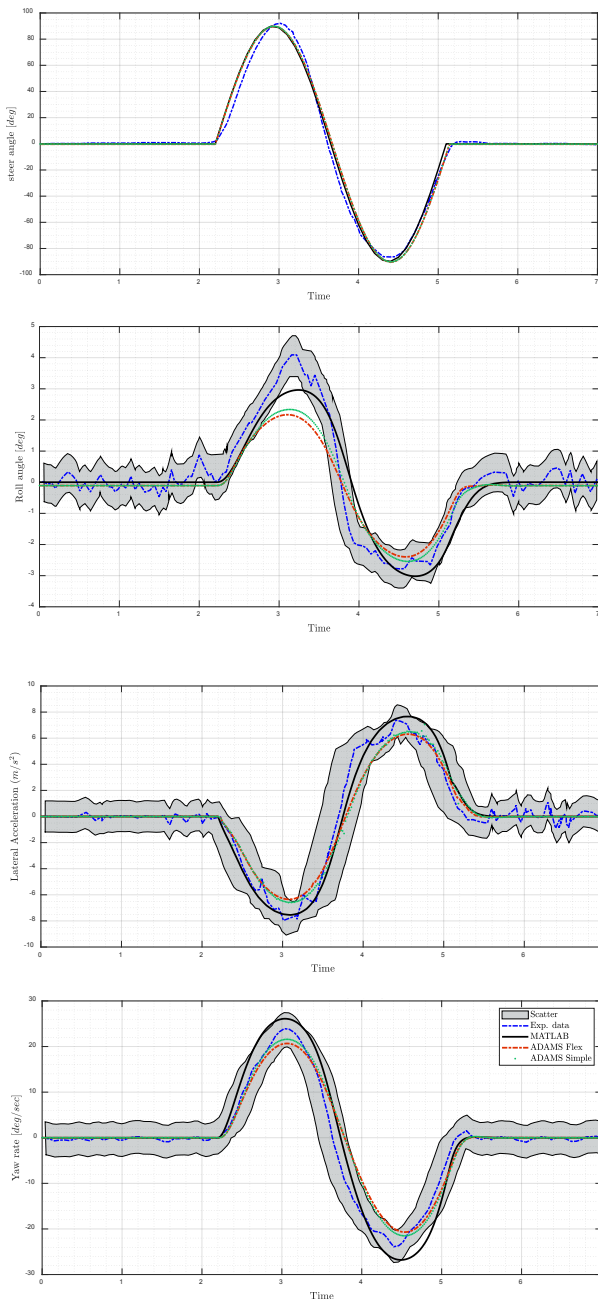 100
80
60
40
20
0
-20
-40
-60
-80
-100
steer angle [deg]
0 1 2 3 4 5 6 7
Time
5
4
3
2
1
0
-1
-2
-3
-4
Roll angle [deg]
0 1 2 3 4 5 6 7
Time
10
8
6
4
2
0
-2
-4
-6
-8
-10
Lateral Acceleration (m/s²)
0 1 2 3 4 5 6
Time
30
20
10
0
-10
-20
-30
Yaw rate [deg/sec]
Scatter
Exp. data
MATLAB
ADAMS Flex
ADAMS Simple
0 1 2 3 4 5 6
Time